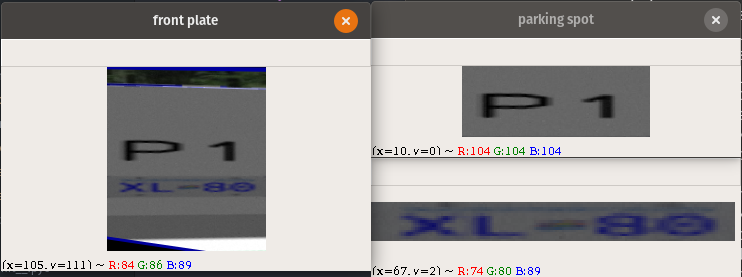 front plate
P 1
XL-80
(x=105, y=111) ~ R:84 G:86 B:89
parking spot
P 1
(x=10, y=0) ~ R:104 G:104 B:104
XL-80
(x=67, y=2) ~ R:74 G:80 B:89